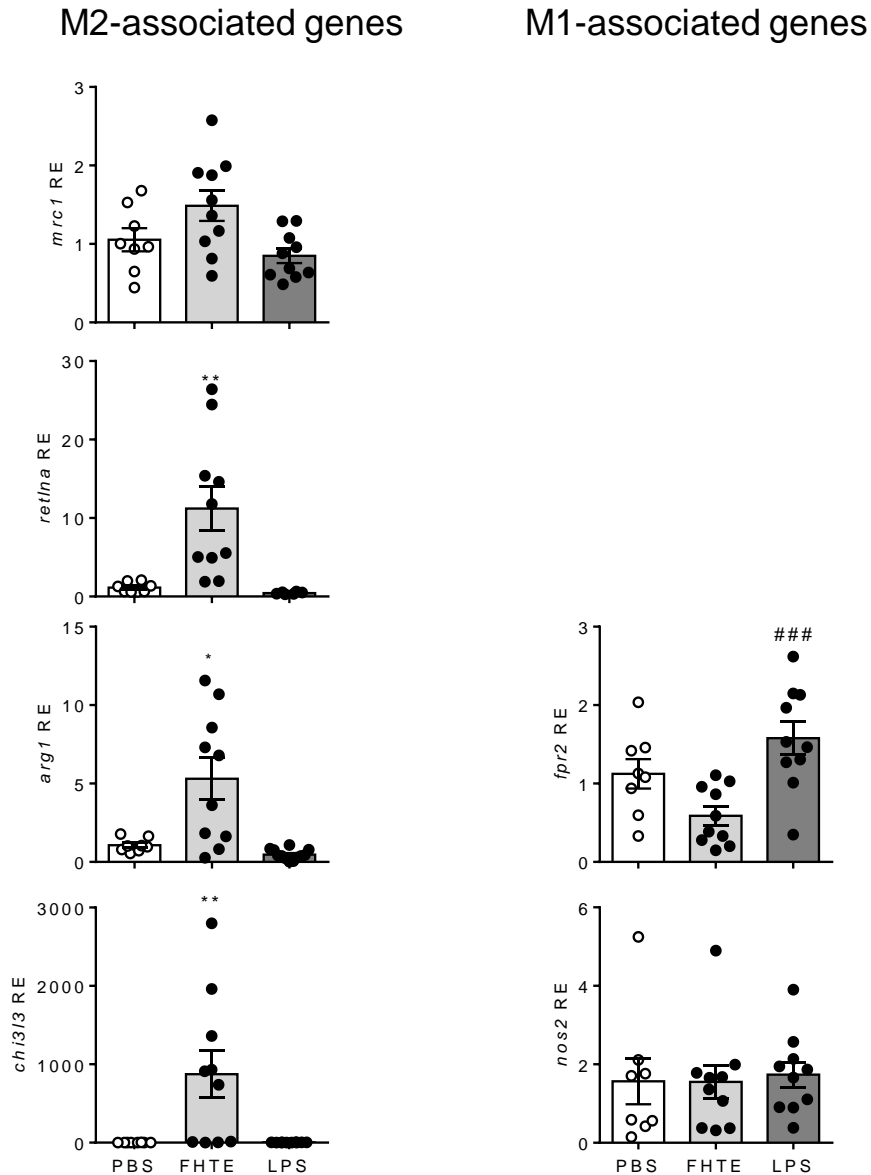 M2-associated genes
M1-associated genes
mrc1 RE
3
2
1
0
retlna RE
30
20
10
0
**
arg1 RE
15
10
5
0
*
chi3l3 RE
3000
2000
1000
0
**
PBS FHTE LPS
fpr2 RE
3
2
1
0
###
nos2 RE
6
4
2
0
PBS FHTE LPS